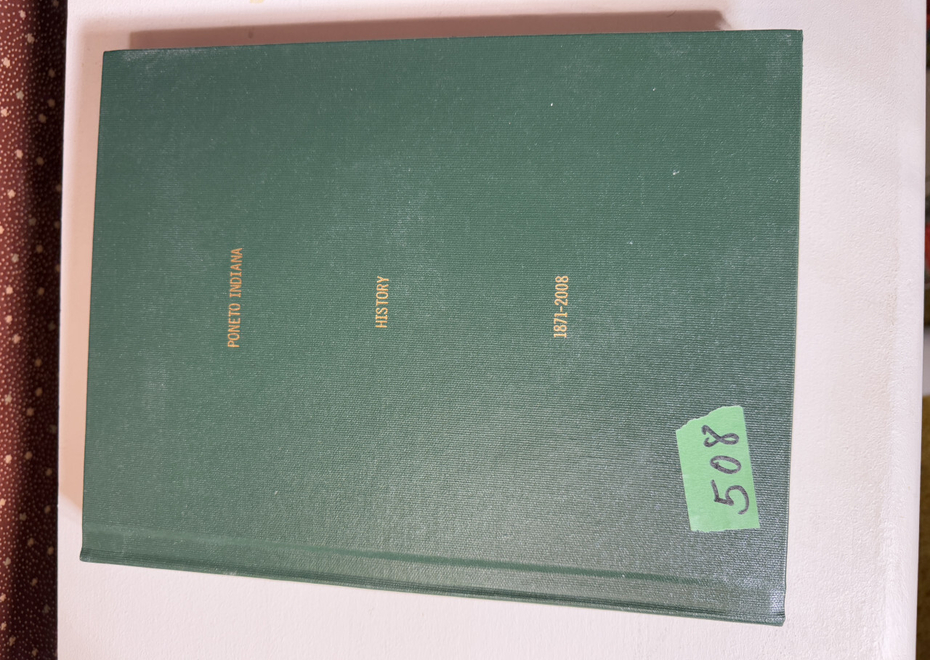 PONETO INDIANA
HISTORY
1871-2008
508